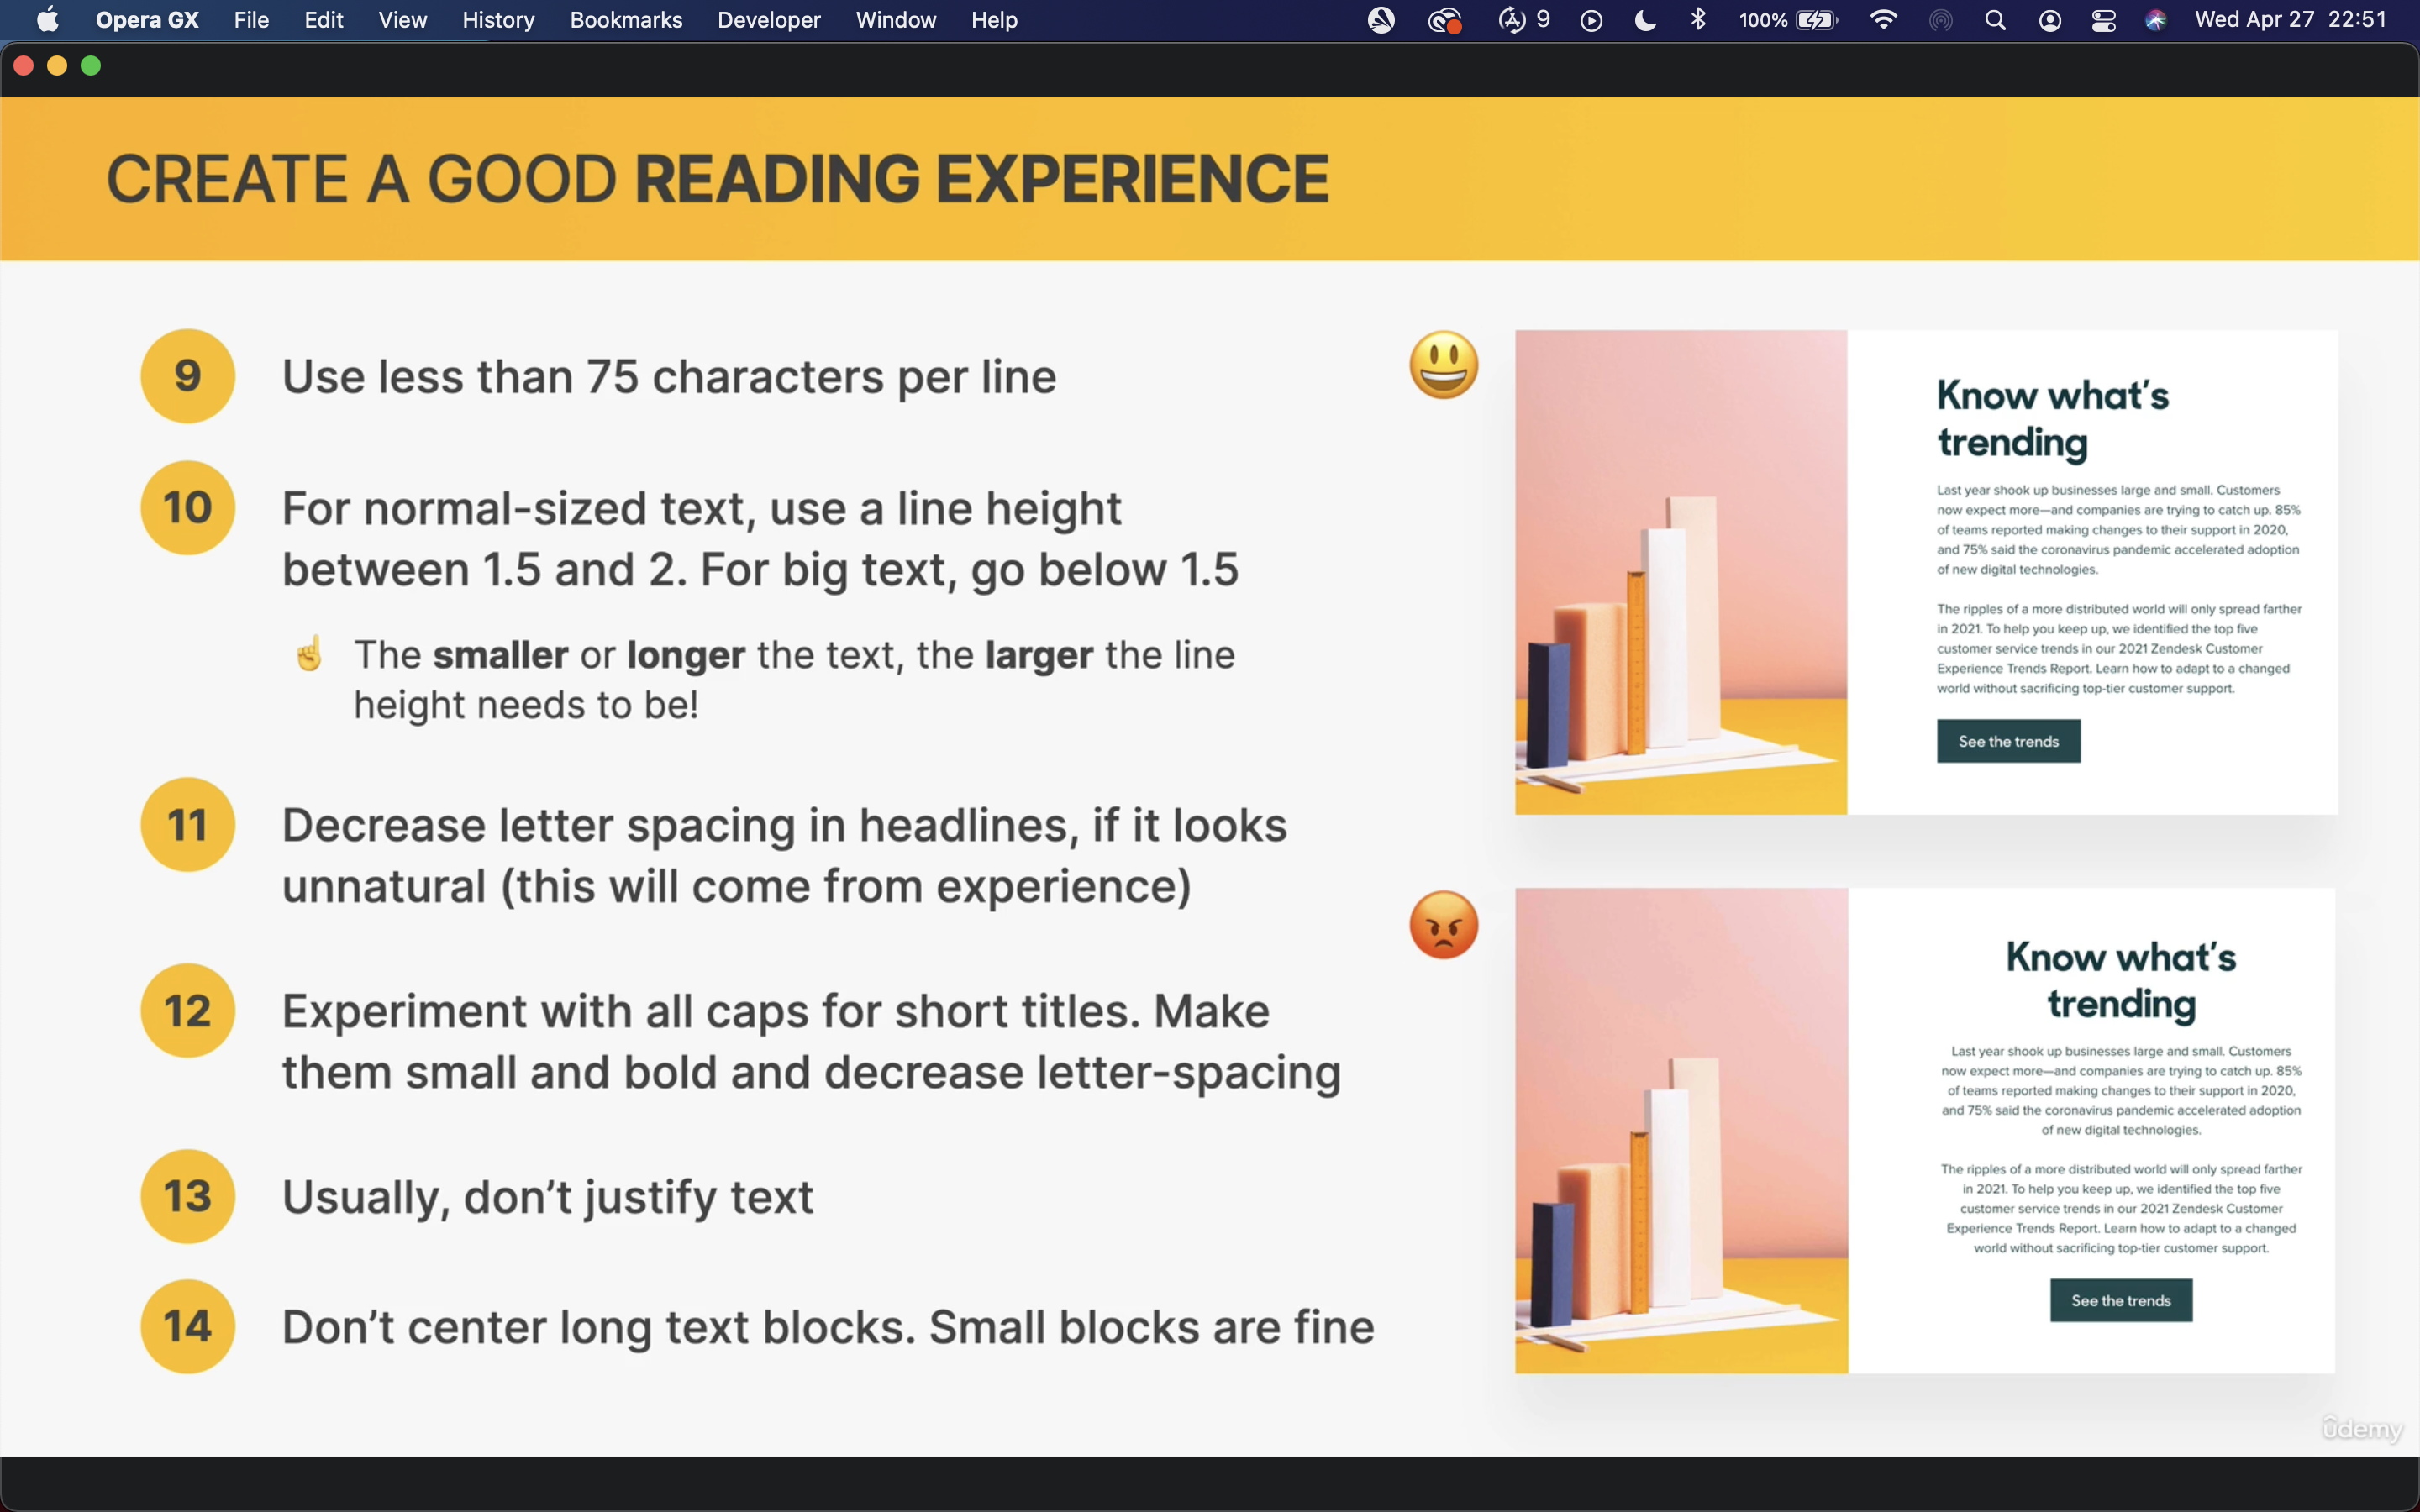 Opera GX File Edit View History Bookmarks Developer Window Help 9 100% Wed Apr 27 22:51
CREATE A GOOD READING EXPERIENCE
9 Use less than 75 characters per line
10 For normal-sized text, use a line height
between 1.5 and 2. For big text, go below 1.5
☝ The smaller or longer the text, the larger the line
height needs to be!
11 Decrease letter spacing in headlines, if it looks
unnatural (this will come from experience)
12 Experiment with all caps for short titles. Make
them small and bold and decrease letter-spacing
13 Usually, don’t justify text
14 Don’t center long text blocks. Small blocks are fine
Know what’s
trending
Last year shook up businesses large and small. Customers
now expect more—and companies are trying to catch up. 85%
of teams reported making changes to their support in 2020,
and 75% said the coronavirus pandemic accelerated adoption
of new digital technologies.
The ripples of a more distributed world will only spread farther
in 2021. To help you keep up, we identified the top five
customer service trends in our 2021 Zendesk Customer
Experience Trends Report. Learn how to adapt to a changed
world without sacrificing top-tier customer support.
See the trends
Know what’s
trending
Last year shook up businesses large and small. Customers
now expect more—and companies are trying to catch up. 85%
of teams reported making changes to their support in 2020,
and 75% said the coronavirus pandemic accelerated adoption
of new digital technologies.
The ripples of a more distributed world will only spread farther
in 2021. To help you keep up, we identified the top five
customer service trends in our 2021 Zendesk Customer
Experience Trends Report. Learn how to adapt to a changed
world without sacrificing top-tier customer support.
See the trends
ûdemy